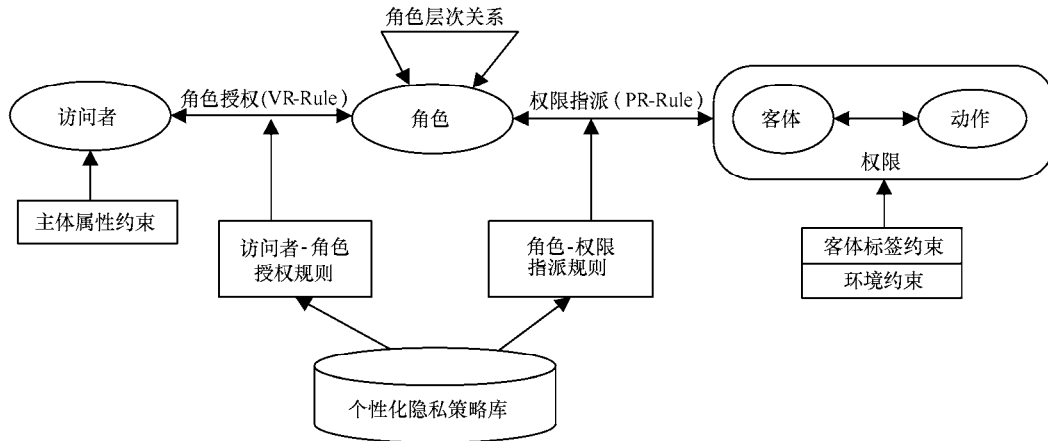 角色层次关系
访问者
角色授权(VR-Rule)
角色
权限指派(PR-Rule)
客体
动作
权限
主体属性约束
访问者-角色
授权规则
角色-权限
指派规则
客体标签约束
环境约束
个性化隐私策略库